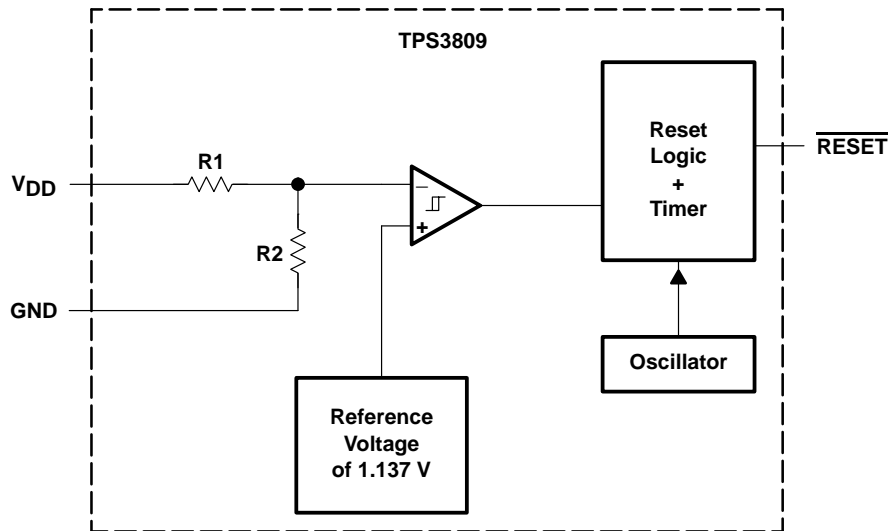 TPS3809
Reset
Logic
+
Timer
RESET
R1
VDD
−
+
R2
GND
Oscillator
Reference
Voltage
of 1.137 V